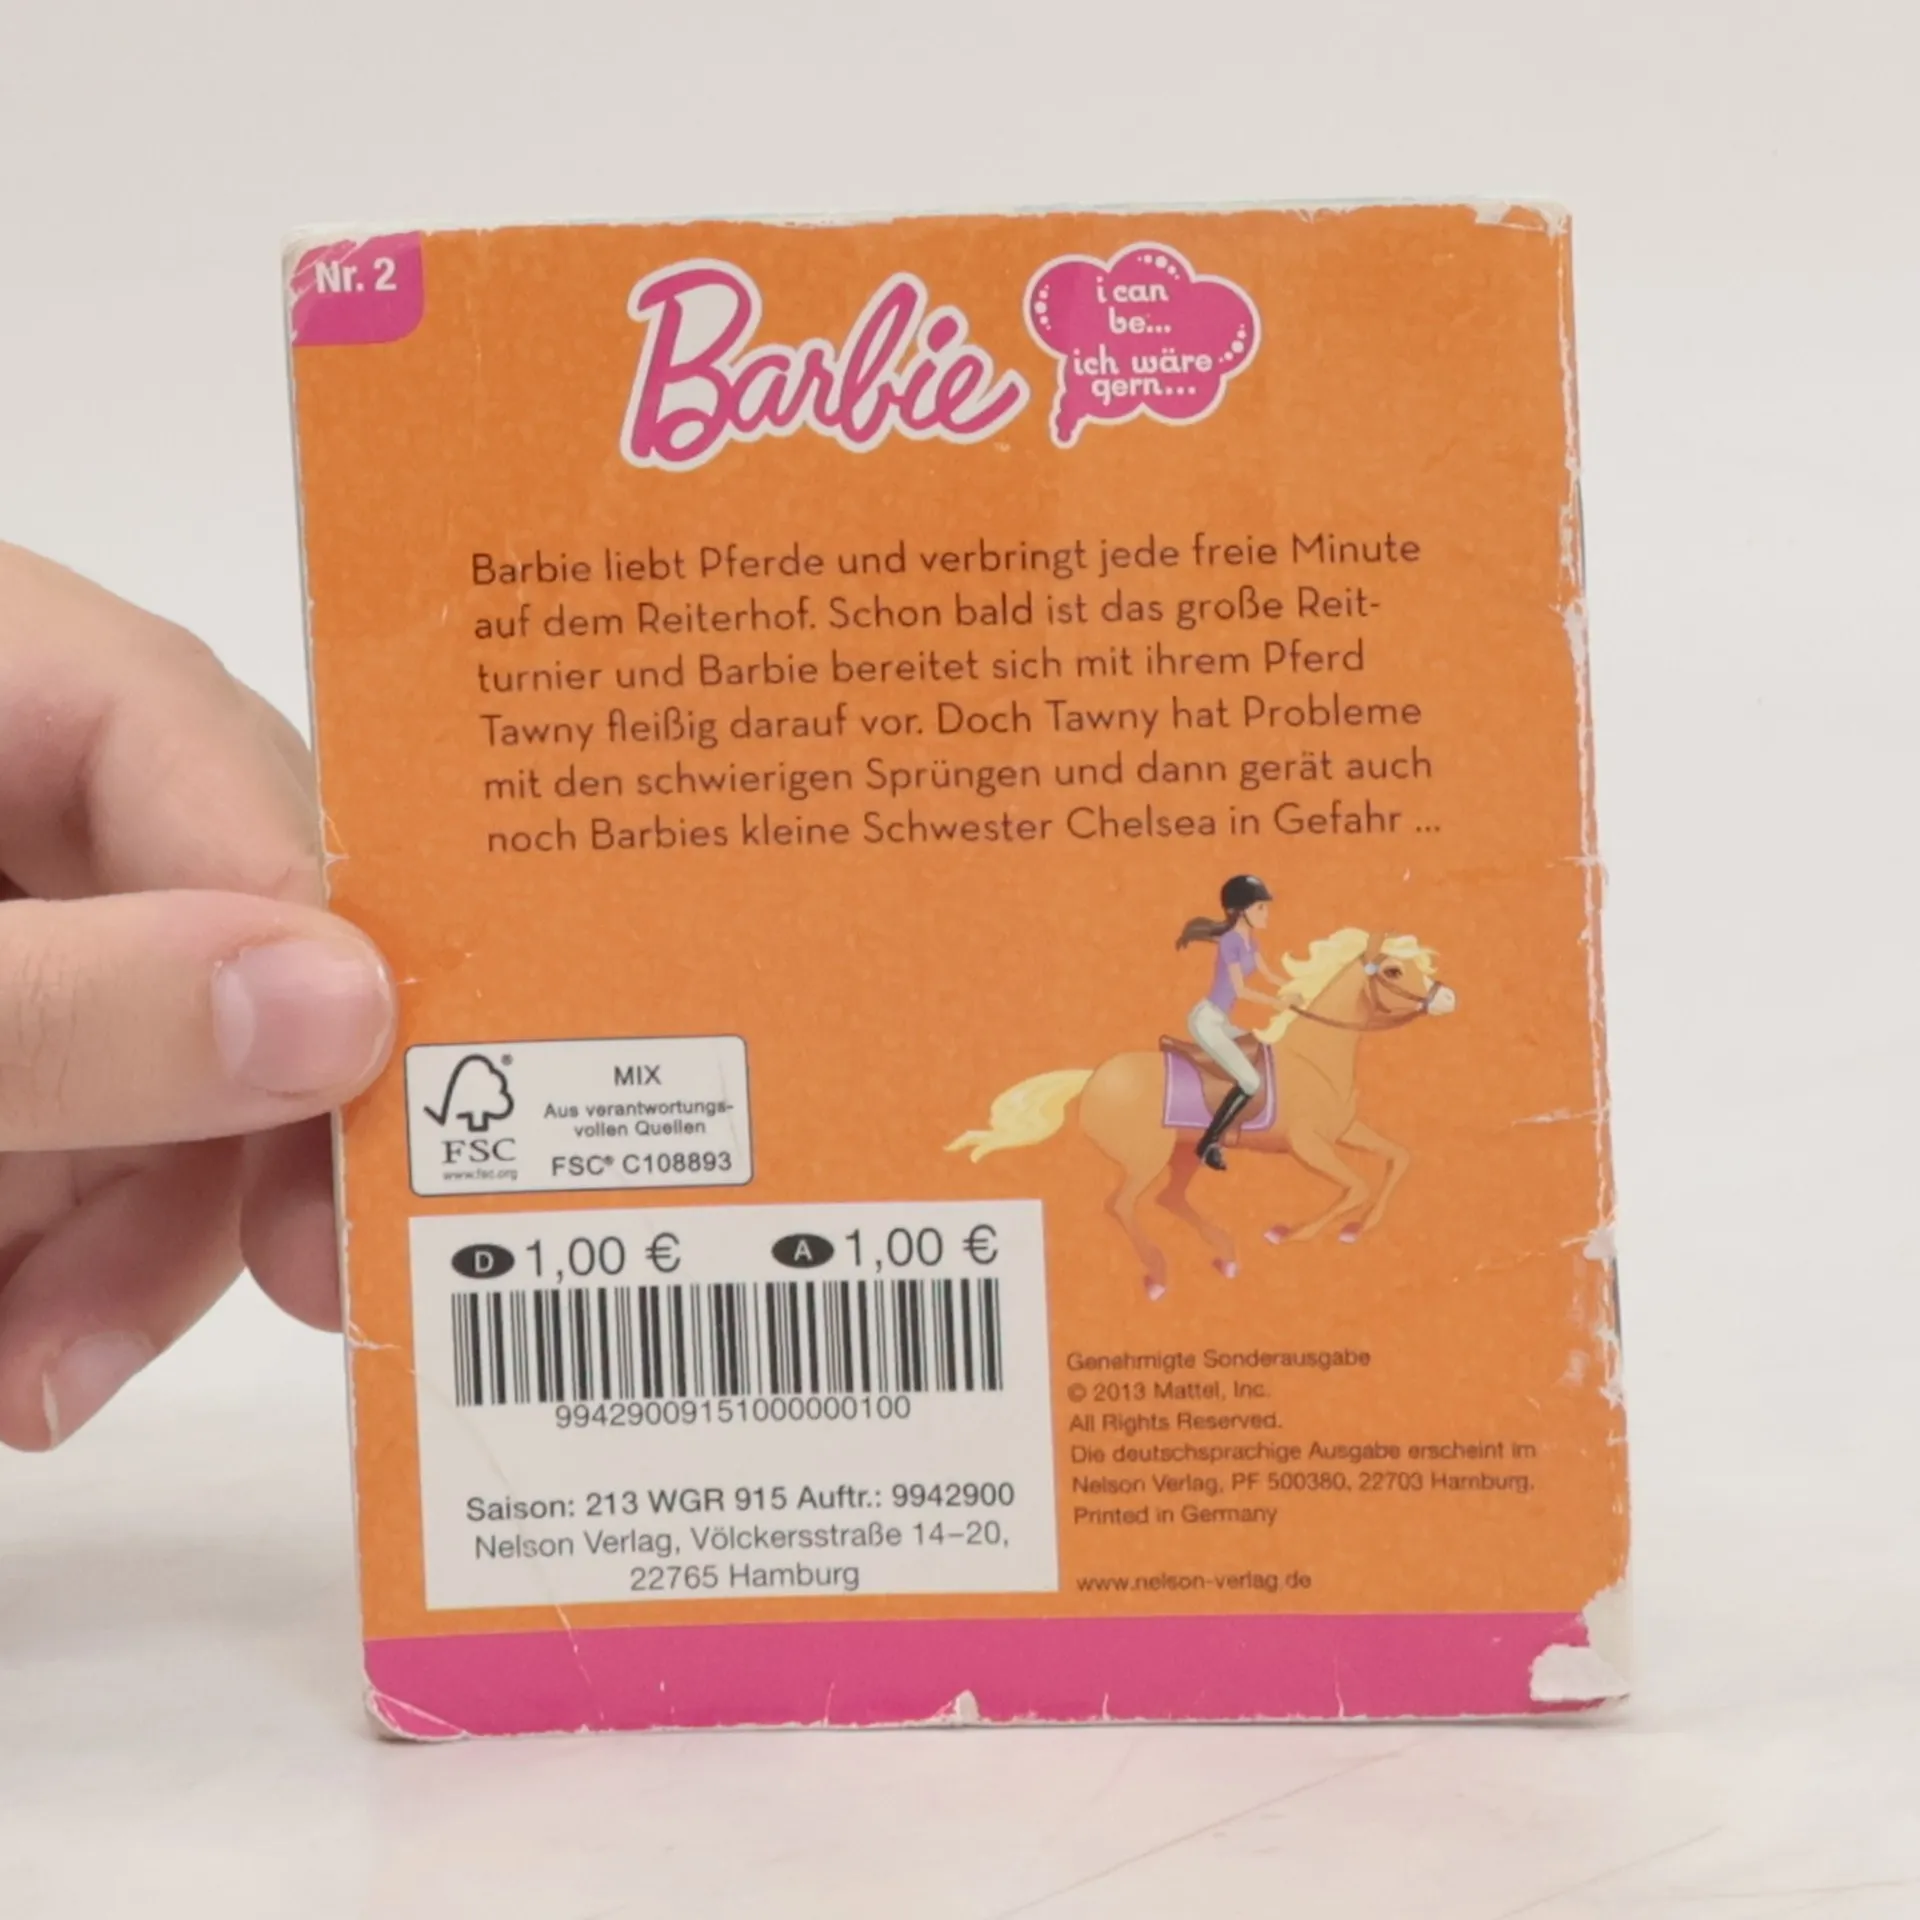 Nr. 2
Barbie
i can
be...
ich wäre
gern...
Barbie liebt Pferde und verbringt jede freie Minute
auf dem Reiterhof. Schon bald ist das große Reit-
turnier und Barbie bereitet sich mit ihrem Pferd
Tawny fleißig darauf vor. Doch Tawny hat Probleme
mit den schwierigen Sprüngen und dann gerät auch
noch Barbies kleine Schwester Chelsea in Gefahr ...
MIX
Aus verantwortungs-
vollen Quellen
FSC® C108893
FSC
www.fsc.org
®
D 1,00 € A 1,00 €
99429009151000000100
Saison: 213 WGR 915 Auftr.: 9942900
Nelson Verlag, Völckersstraße 14–20,
22765 Hamburg
Genehmigte Sonderausgabe
© 2013 Mattel, Inc.
All Rights Reserved.
Die deutschsprachige Ausgabe erscheint im
Nelson Verlag, PF 500380, 22703 Hamburg.
Printed in Germany
www.nelson-verlag.de